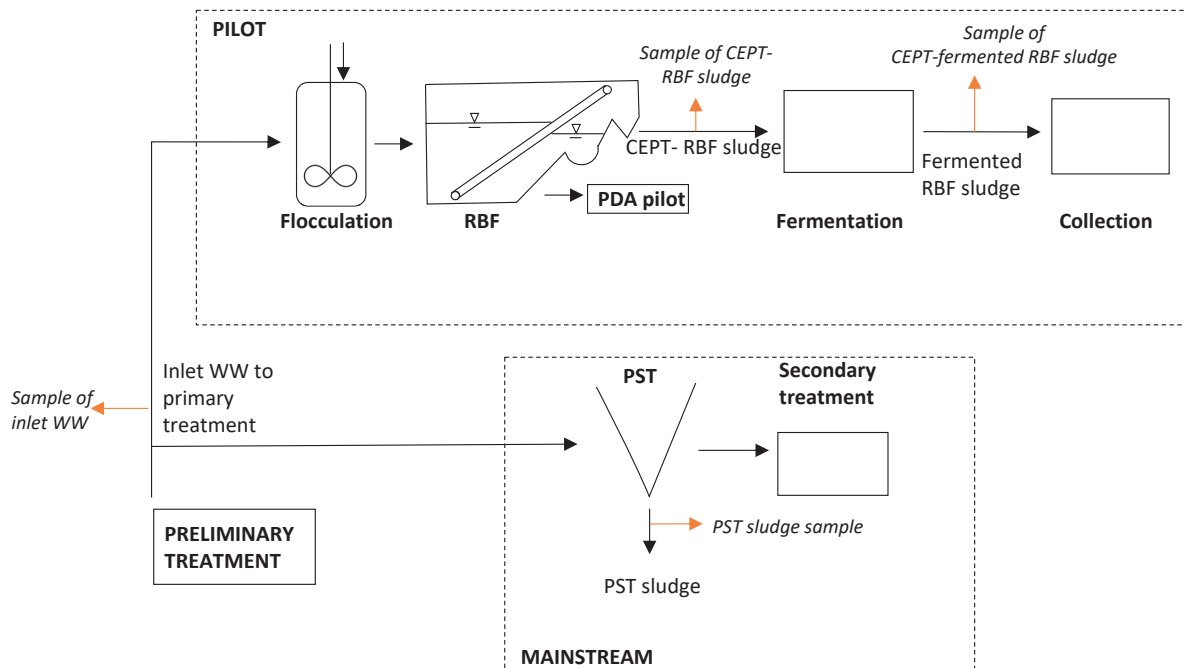 PILOT
Sample of CEPT-
RBF sludge
Sample of
CEPT-fermented RBF sludge
CEPT- RBF sludge
Fermented
RBF sludge
PDA pilot
Flocculation
RBF
Fermentation
Collection
Inlet WW to
primary
treatment
Sample of
inlet WW
PST
Secondary
treatment
PRELIMINARY
TREATMENT
PST sludge sample
PST sludge
MAINSTREAM